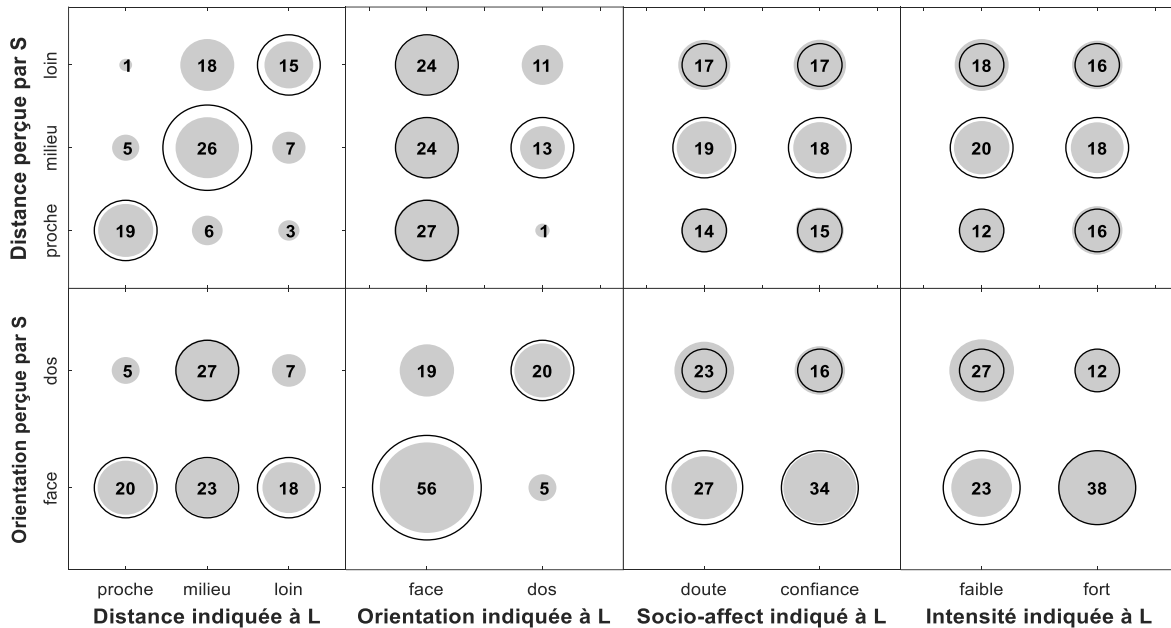 Distance perçue par S
loin
1 18 15 24 11 17 17 18 16
milieu
5 26 7 24 13 19 18 20 18
proche
19 6 3 27 1 14 15 12 16
Orientation perçue par S
dos
5 27 7 19 20 23 16 27 12
face
20 23 18 56 5 27 34 23 38
proche milieu loin face dos doute confiance faible fort
Distance indiquée à L Orientation indiquée à L Socio-affect indiqué à L Intensité indiquée à L